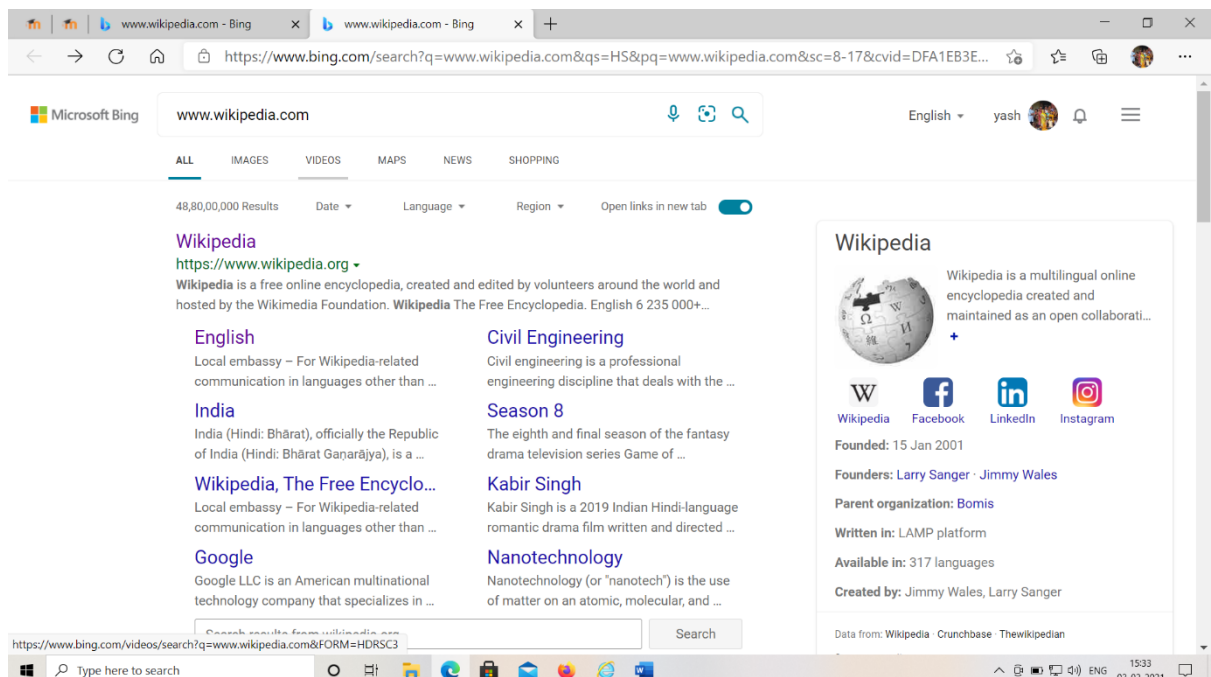 www.wikipedia.com - Bing
www.wikipedia.com - Bing
https://www.bing.com/search?q=www.wikipedia.com&qs=HS&pq=www.wikipedia.com&sc=8-17&cvid=DFA1EB3E...
Microsoft Bing
www.wikipedia.com
English
yash
ALL IMAGES VIDEOS MAPS NEWS SHOPPING
48,80,00,000 Results Date Language Region Open links in new tab
Wikipedia
https://www.wikipedia.org
Wikipedia is a free online encyclopedia, created and edited by volunteers around the world and
hosted by the Wikimedia Foundation. Wikipedia The Free Encyclopedia. English 6 235 000+...
English
Local embassy – For Wikipedia-related
communication in languages other than ...
India
India (Hindi: Bhārat), officially the Republic
of India (Hindi: Bhārat Gaṇarājya), is a ...
Wikipedia, The Free Encyclo...
Local embassy – For Wikipedia-related
communication in languages other than ...
Google
Google LLC is an American multinational
technology company that specializes in ...
Civil Engineering
Civil engineering is a professional
engineering discipline that deals with the ...
Season 8
The eighth and final season of the fantasy
drama television series Game of ...
Kabir Singh
Kabir Singh is a 2019 Indian Hindi-language
romantic drama film written and directed ...
Nanotechnology
Nanotechnology (or "nanotech") is the use
of matter on an atomic, molecular, and ...
Search results from wikipedia.org
Search
Wikipedia
Wikipedia is a multilingual online
encyclopedia created and
maintained as an open collaborati...
W
Wikipedia Facebook LinkedIn Instagram
Founded: 15 Jan 2001
Founders: Larry Sanger · Jimmy Wales
Parent organization: Bomis
Written in: LAMP platform
Available in: 317 languages
Created by: Jimmy Wales, Larry Sanger
Data from: Wikipedia · Crunchbase · Thewikipedian
https://www.bing.com/videos/search?q=www.wikipedia.com&FORM=HDRSC3
Type here to search
ENG
15:33